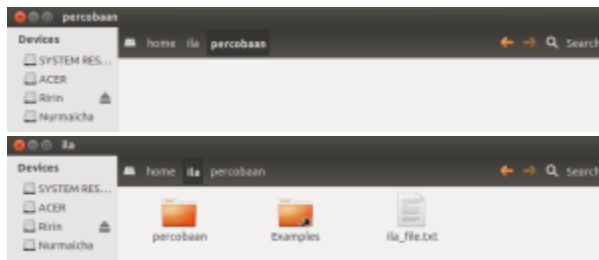 percobaan
Devices
home ila percobaan
Search
SYSTEM RES...
ACER
Ririn
Nurmaicha
ila
Devices
home ila percobaan
Search
SYSTEM RES...
ACER
Ririn
Nurmaicha
percobaan
Examples
ila_file.txt